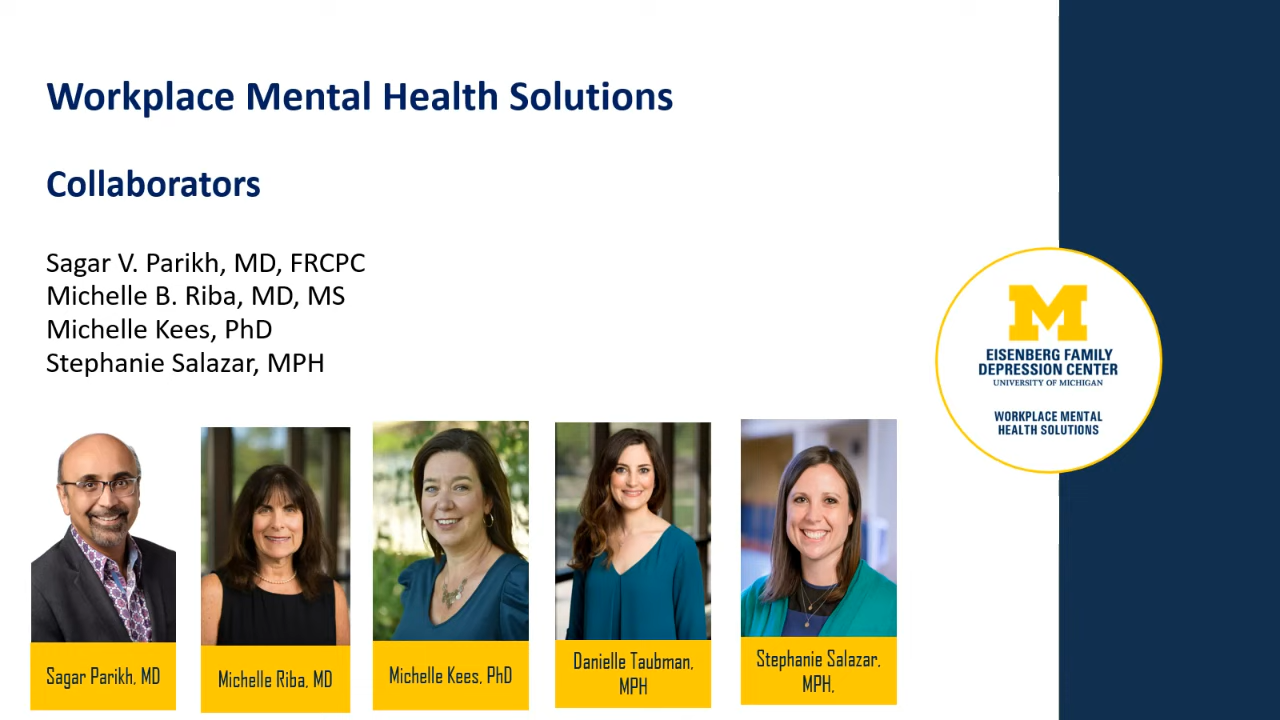 Workplace Mental Health Solutions
Collaborators
Sagar V. Parikh, MD, FRCPC
Michelle B. Riba, MD, MS
Michelle Kees, PhD
Stephanie Salazar, MPH
M
EISENBERG FAMILY
DEPRESSION CENTER
UNIVERSITY OF MICHIGAN
WORKPLACE MENTAL
HEALTH SOLUTIONS
Sagar Parikh, MD
Michelle Riba, MD
Michelle Kees, PhD
Danielle Taubman,
MPH
Stephanie Salazar,
MPH,